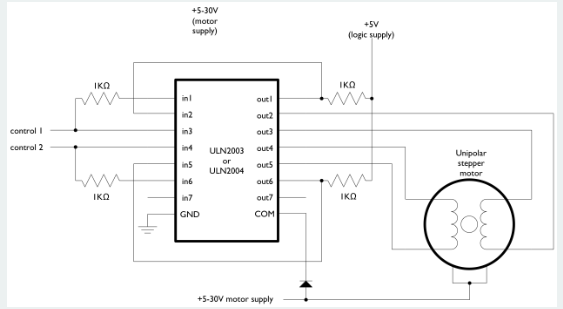 +5-30V
(motor
supply)
+5V
(logic supply)
1KΩ
1KΩ
in1
out1
in2
out2
control 1
in3
out3
control 2
in4
out4
ULN2003
or
ULN2004
Unipolar
stepper
motor
in5
out5
in6
out6
1KΩ
1KΩ
in7
out7
GND
COM
+5-30V motor supply